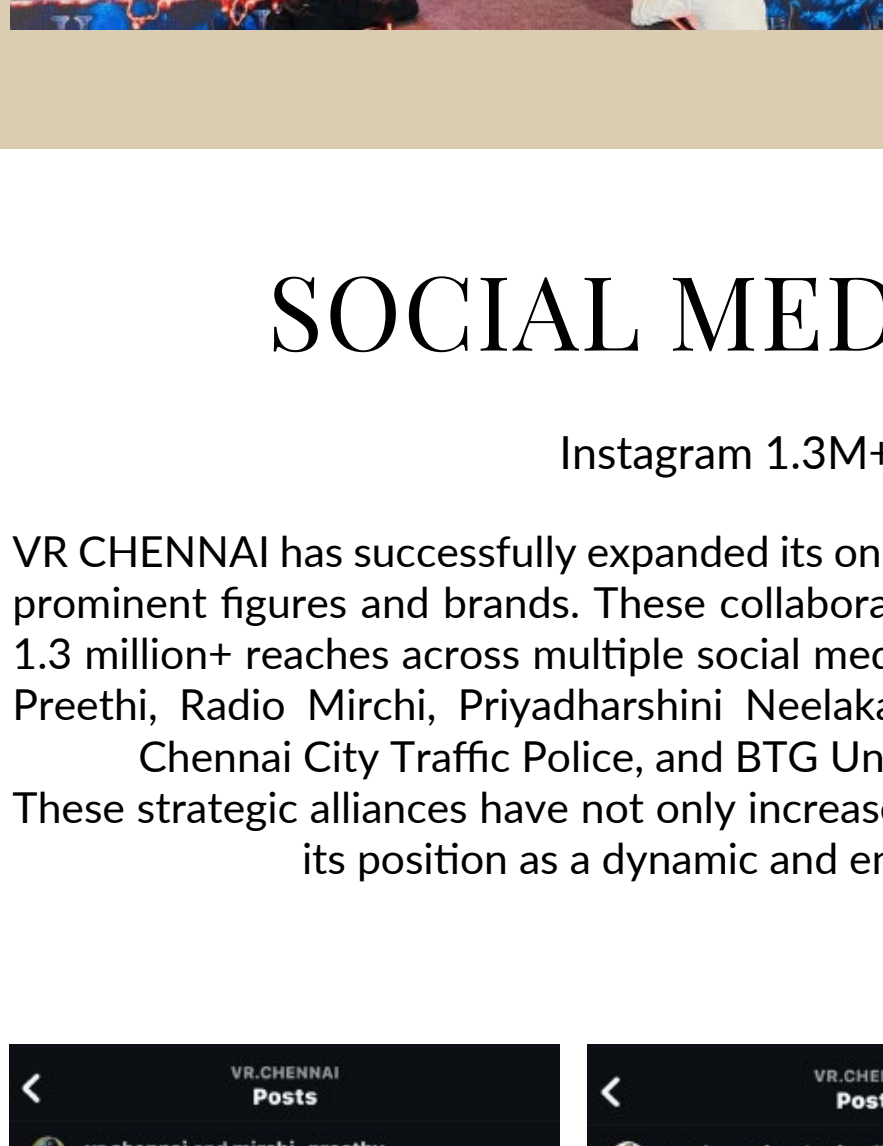 SOCIAL MED
Instagram 1.3M+
VR CHENNAI has successfully expanded its on
prominent figures and brands. These collabora
1.3 million+ reaches across multiple social med
Preethi, Radio Mirchi, Priyadharshini Neelaka
Chennai City Traffic Police, and BTG Un
These strategic alliances have not only increase
its position as a dynamic and en
VR.CHENNAI
Posts
VR.CHE
Post